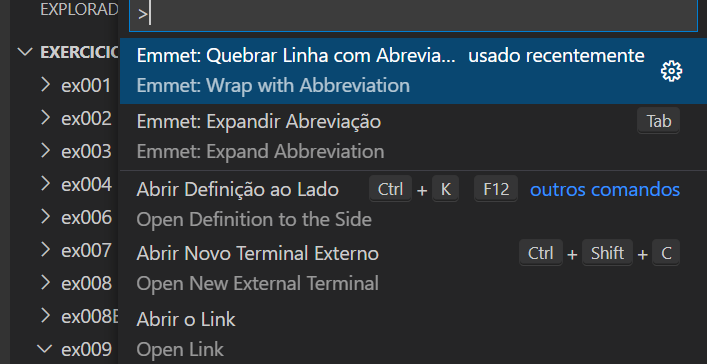 EXPLORAD
>
EXERCICIO
Emmet: Quebrar Linha com Abrevia... usado recentemente
Emmet: Wrap with Abbreviation
ex001
ex002
Emmet: Expandir Abreviação Tab
ex003
Emmet: Expand Abbreviation
ex004
Abrir Definição ao Lado Ctrl + K F12 outros comandos
ex006
Open Definition to the Side
ex007
Abrir Novo Terminal Externo Ctrl + Shift + C
ex008
Open New External Terminal
ex008E
Abrir o Link
ex009
Open Link